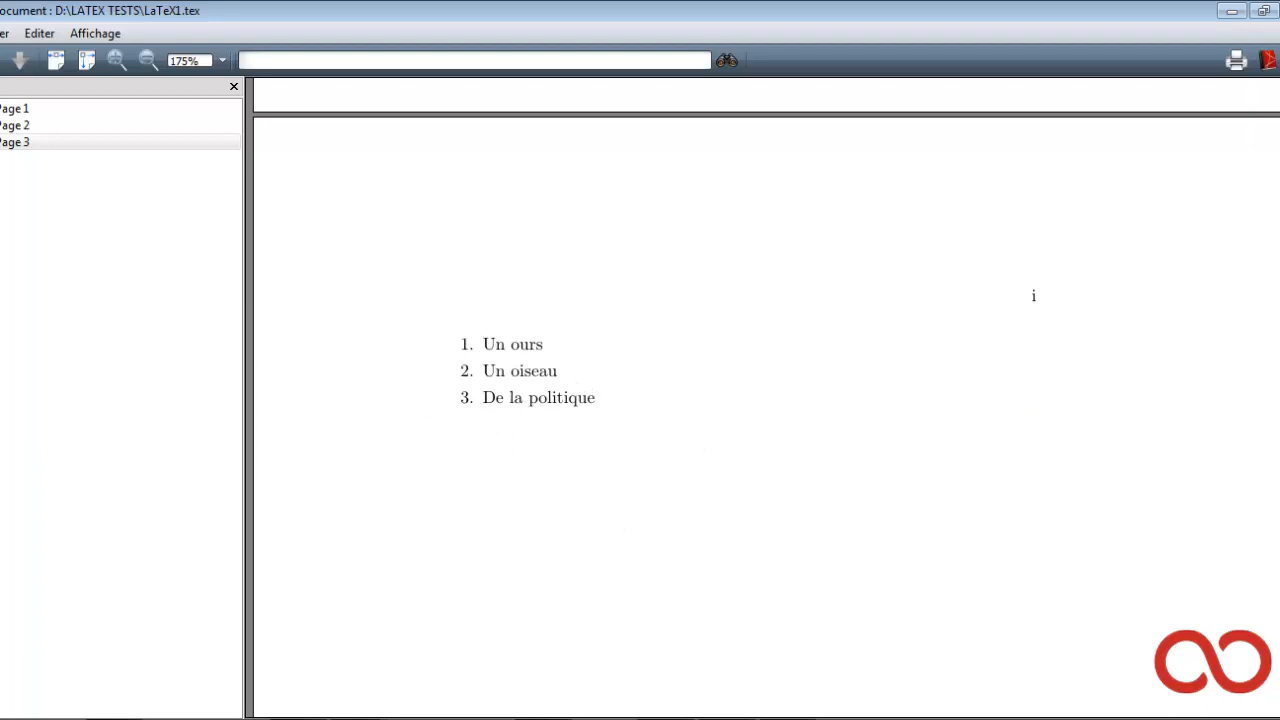 ocument : D:\LATEX TESTS\LaTeX1.tex
er Editer Affichage
175%
Page 1
Page 2
Page 3
i
1. Un ours
2. Un oiseau
3. De la politique